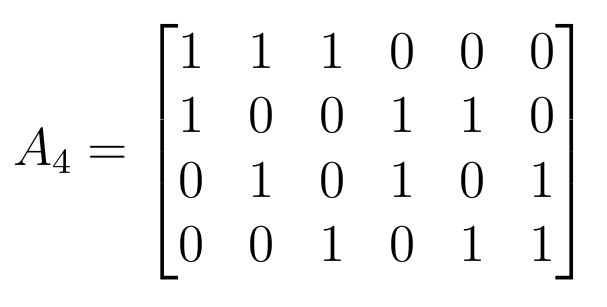 1 1 1 0 0 0
1 0 0 1 1 0
A₄ =
0 1 0 1 0 1
0 0 1 0 1 1